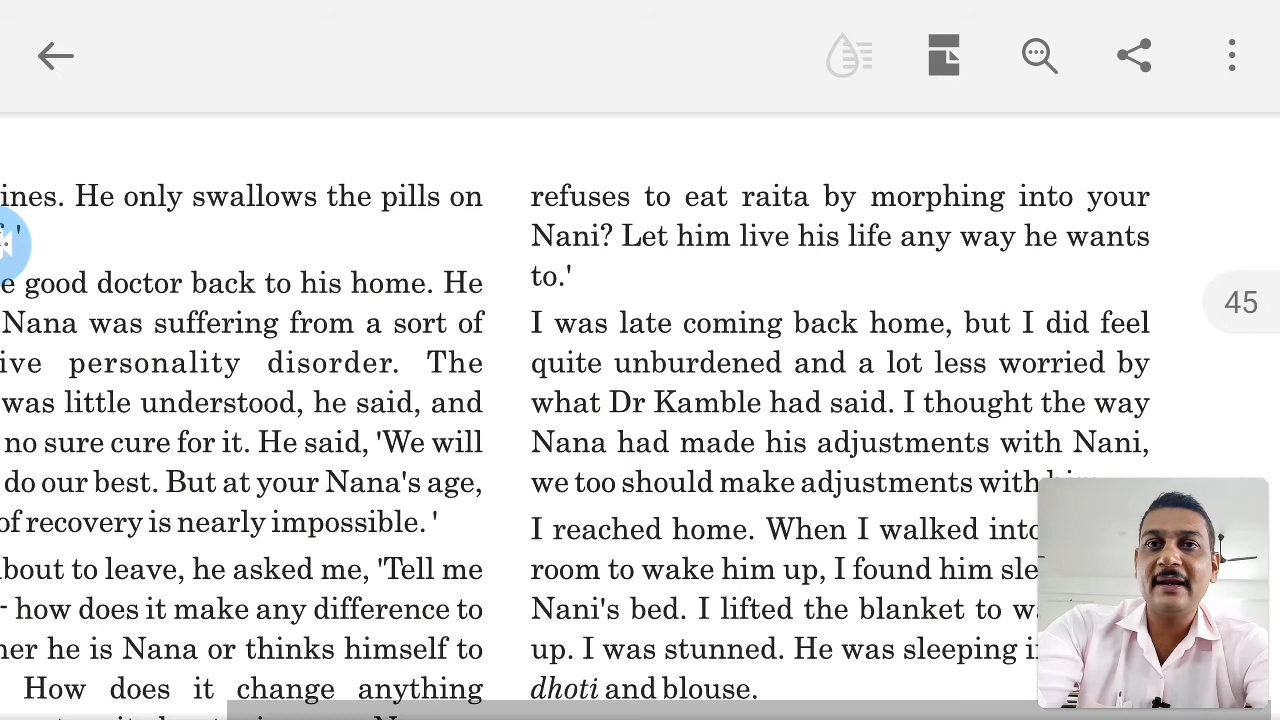 ines. He only swallows the pills on
.'
e good doctor back to his home. He
Nana was suffering from a sort of
ive personality disorder. The
was little understood, he said, and
no sure cure for it. He said, 'We will
do our best. But at your Nana's age,
of recovery is nearly impossible. '
about to leave, he asked me, 'Tell me
- how does it make any difference to
her he is Nana or thinks himself to
How does it change anything
refuses to eat raita by morphing into your
Nani? Let him live his life any way he wants
to.'
I was late coming back home, but I did feel
quite unburdened and a lot less worried by
what Dr Kamble had said. I thought the way
Nana had made his adjustments with Nani,
we too should make adjustments with
I reached home. When I walked into
room to wake him up, I found him sle
Nani's bed. I lifted the blanket to w
up. I was stunned. He was sleeping i
dhoti and blouse.
45